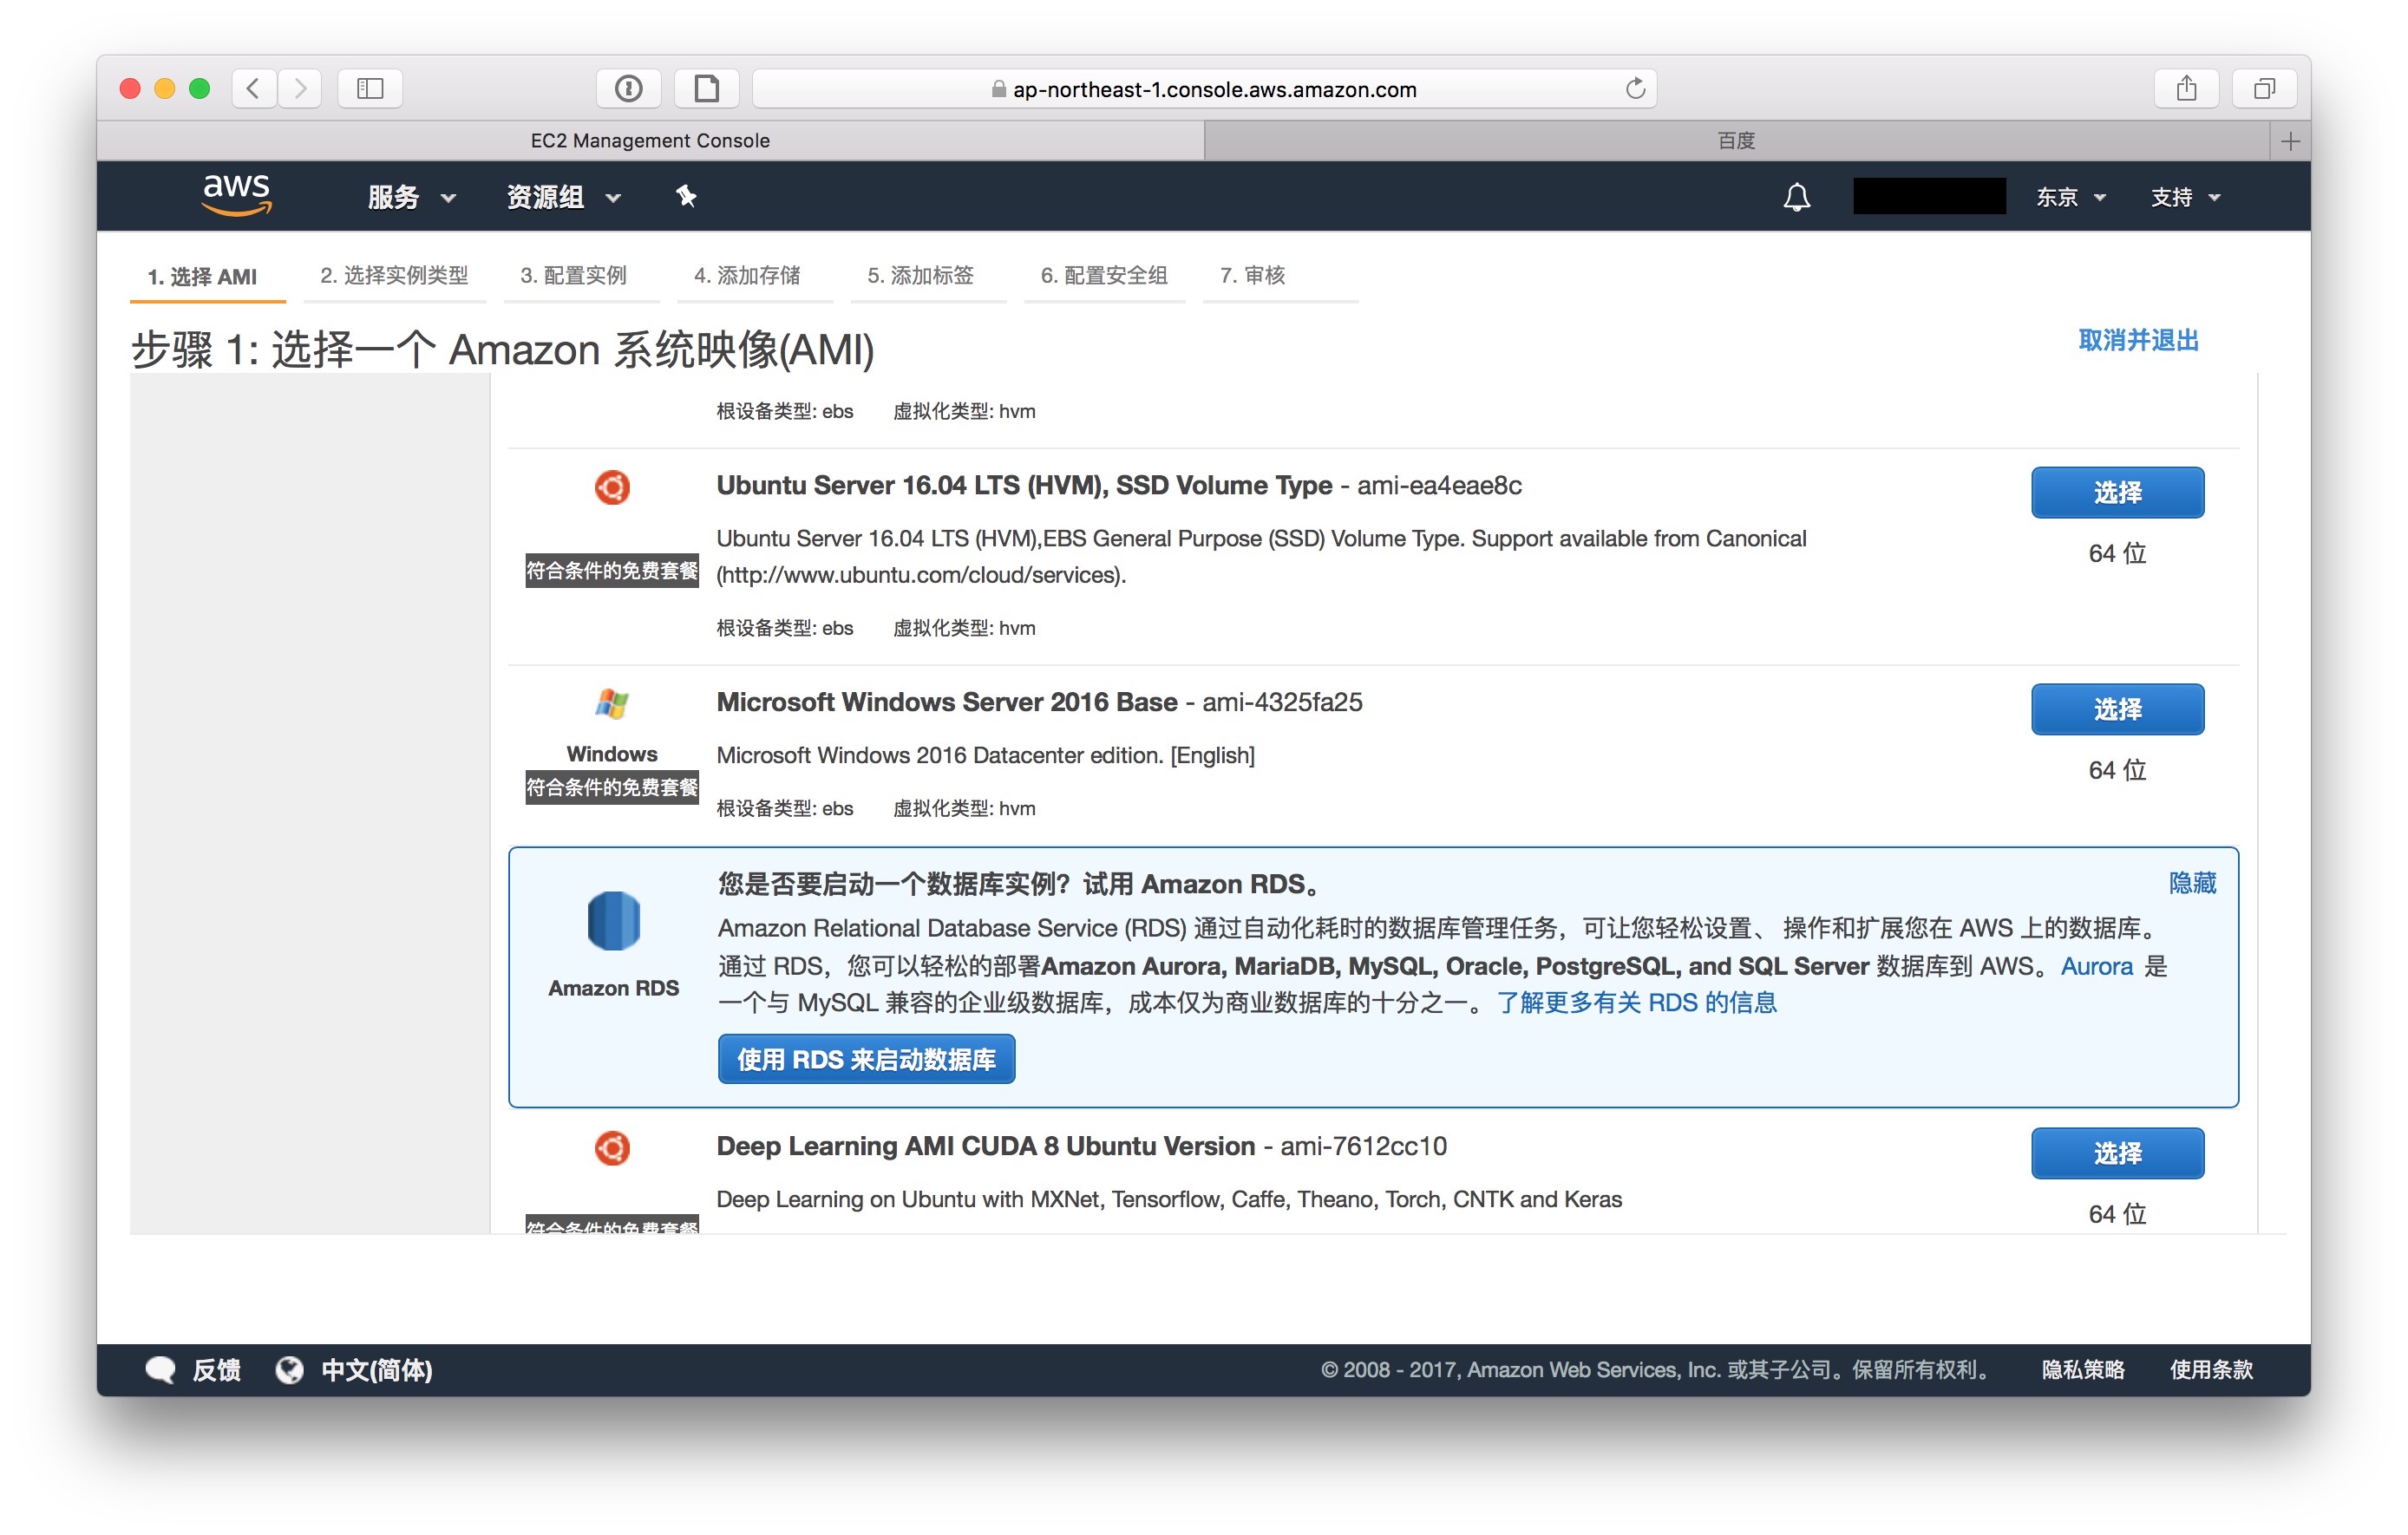 ap-northeast-1.console.aws.amazon.com
EC2 Management Console
百度
aws
服务
资源组
东京
支持
1. 选择 AMI
2. 选择实例类型
3. 配置实例
4. 添加存储
5. 添加标签
6. 配置安全组
7. 审核
步骤 1: 选择一个 Amazon 系统映像(AMI)
取消并退出
根设备类型: ebs 虚拟化类型: hvm
Ubuntu Server 16.04 LTS (HVM), SSD Volume Type - ami-ea4eae8c
选择
Ubuntu Server 16.04 LTS (HVM),EBS General Purpose (SSD) Volume Type. Support available from Canonical
64 位
符合条件的免费套餐
(http://www.ubuntu.com/cloud/services).
根设备类型: ebs 虚拟化类型: hvm
Microsoft Windows Server 2016 Base - ami-4325fa25
选择
Windows
Microsoft Windows 2016 Datacenter edition. [English]
64 位
符合条件的免费套餐
根设备类型: ebs 虚拟化类型: hvm
您是否要启动一个数据库实例？试用 Amazon RDS。
隐藏
Amazon RDS
Amazon Relational Database Service (RDS) 通过自动化耗时的数据库管理任务，可让您轻松设置、 操作和扩展您在 AWS 上的数据库。
通过 RDS，您可以轻松的部署Amazon Aurora, MariaDB, MySQL, Oracle, PostgreSQL, and SQL Server 数据库到 AWS。Aurora 是
一个与 MySQL 兼容的企业级数据库，成本仅为商业数据库的十分之一。了解更多有关 RDS 的信息
使用 RDS 来启动数据库
Deep Learning AMI CUDA 8 Ubuntu Version - ami-7612cc10
选择
Deep Learning on Ubuntu with MXNet, Tensorflow, Caffe, Theano, Torch, CNTK and Keras
64 位
符合条件的免费套餐
反馈
中文(简体)
© 2008 - 2017, Amazon Web Services, Inc. 或其子公司。保留所有权利。
隐私策略
使用条款